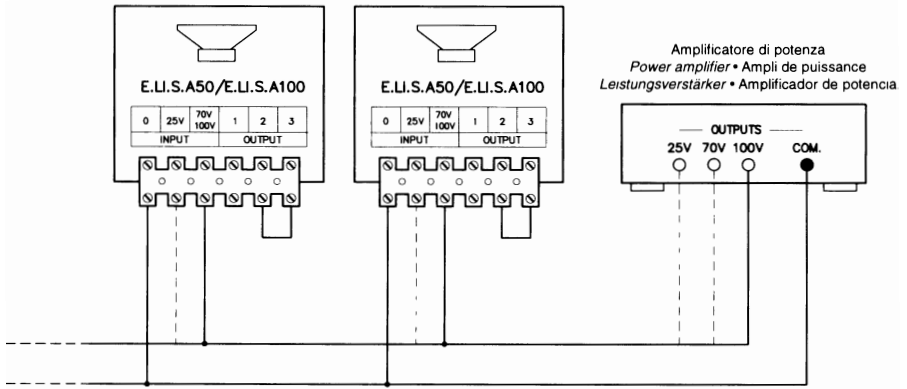 E.LI.S.A50/E.LI.S.A100
0 25V 70V 100V 1 2 3
INPUT OUTPUT
E.LI.S.A50/E.LI.S.A100
0 25V 70V 100V 1 2 3
INPUT OUTPUT
Amplificatore di potenza
Power amplifier • Ampli de puissance
Leistungsverstärker • Amplificador de potencia
OUTPUTS
25V 70V 100V COM.